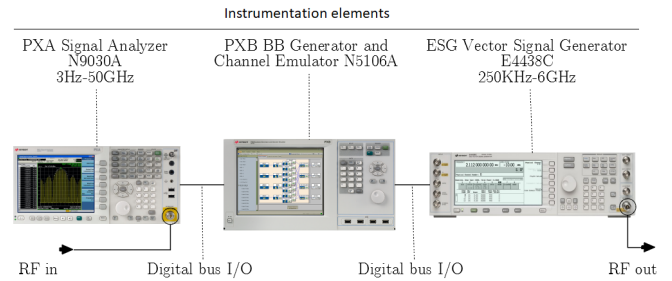 Instrumentation elements
PXA Signal Analyzer
N9030A
3Hz-50GHz
PXB BB Generator and
Channel Emulator N5106A
ESG Vector Signal Generator
E4438C
250KHz-6GHz
RF in
Digital bus I/O
Digital bus I/O
RF out